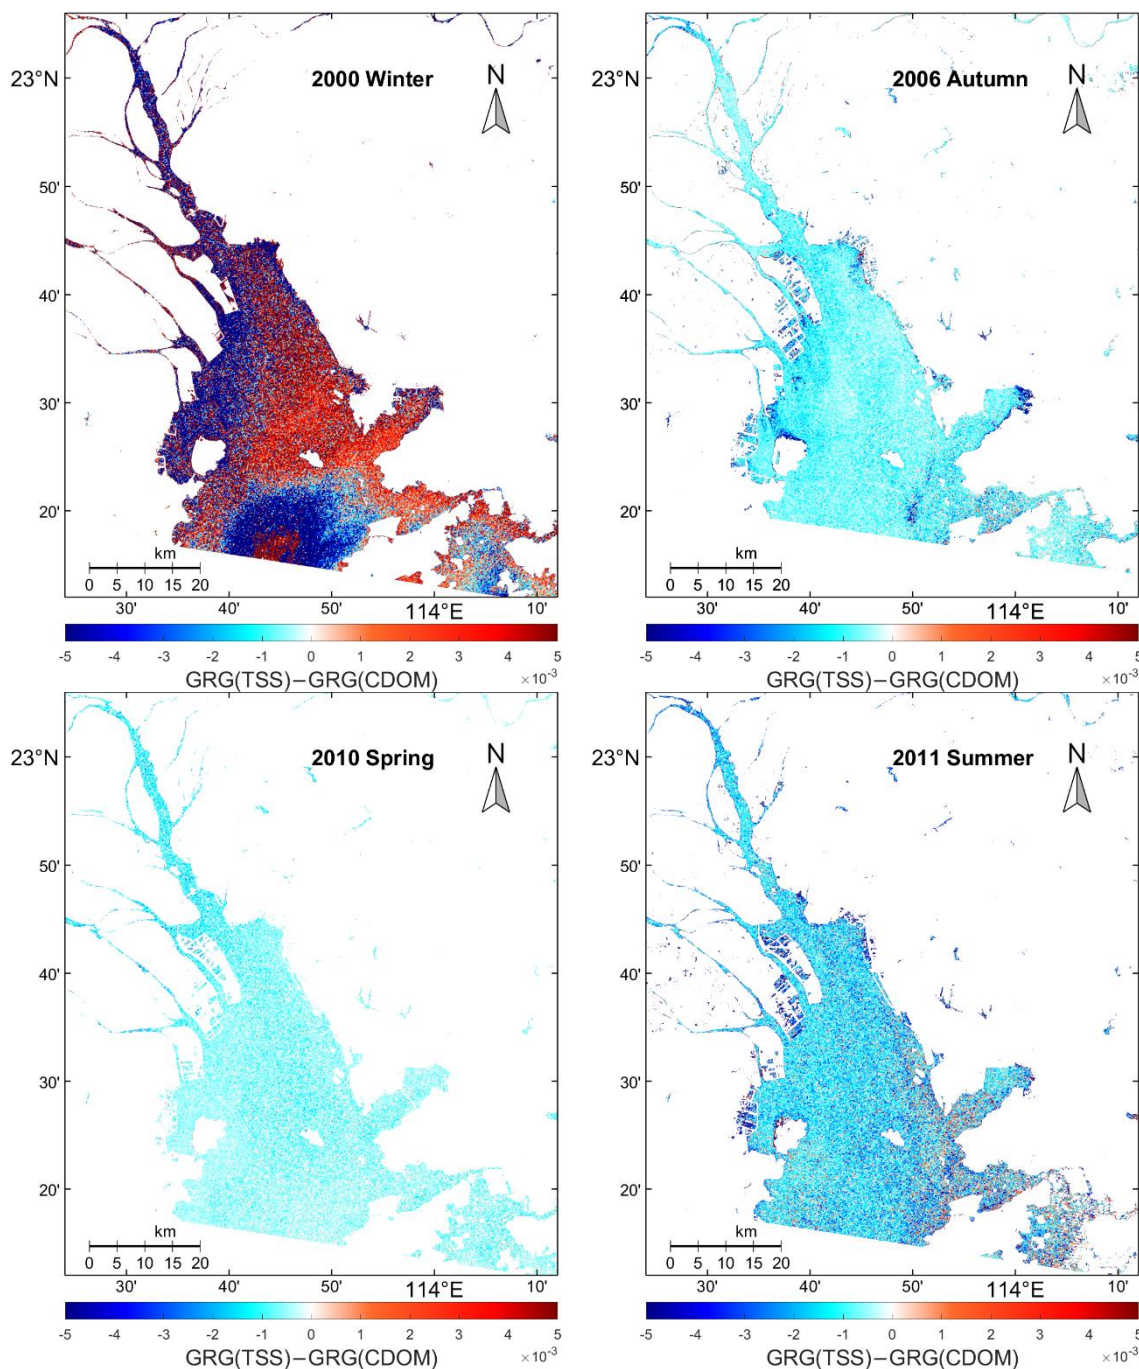 2000 Winter
N
23°N
50'
40'
30'
20'
km
0 5 10 15 20
30' 40' 50' 114°E 10'
-5 -4 -3 -2 -1 0 1 2 3 4 5
×10⁻³
GRG(TSS)−GRG(CDOM)
2006 Autumn
N
23°N
50'
40'
30'
20'
km
0 5 10 15 20
30' 40' 50' 114°E 10'
-5 -4 -3 -2 -1 0 1 2 3 4 5
×10⁻³
GRG(TSS)−GRG(CDOM)
2010 Spring
N
23°N
50'
40'
30'
20'
km
0 5 10 15 20
30' 40' 50' 114°E 10'
-5 -4 -3 -2 -1 0 1 2 3 4 5
×10⁻³
GRG(TSS)−GRG(CDOM)
2011 Summer
N
23°N
50'
40'
30'
20'
km
0 5 10 15 20
30' 40' 50' 114°E 10'
-5 -4 -3 -2 -1 0 1 2 3 4 5
×10⁻³
GRG(TSS)−GRG(CDOM)